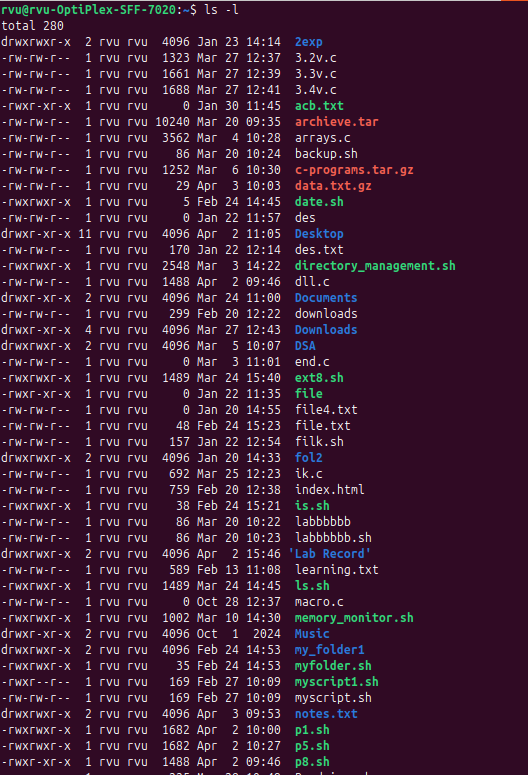 rvu@rvu-OptiPlex-SFF-7020:~$ ls -l
total 280
drwxrwxr-x  2 rvu rvu  4096 Jan 23 14:14  2exp
-rw-rw-r--  1 rvu rvu  1323 Mar 27 12:37  3.2v.c
-rw-rw-r--  1 rvu rvu  1661 Mar 27 12:39  3.3v.c
-rw-rw-r--  1 rvu rvu  1688 Mar 27 12:41  3.4v.c
-rwxr-xr-x  1 rvu rvu     0 Jan 30 11:45  acb.txt
-rw-rw-r--  1 rvu rvu 10240 Mar 20 09:35  archieve.tar
-rw-rw-r--  1 rvu rvu  3562 Mar  4 10:28  arrays.c
-rw-rw-r--  1 rvu rvu    86 Mar 20 10:24  backup.sh
-rw-rw-r--  1 rvu rvu  1252 Mar  6 10:30  c-programs.tar.gz
-rw-rw-r--  1 rvu rvu    29 Apr  3 10:03  data.txt.gz
-rwxrwxr-x  1 rvu rvu     5 Feb 24 14:45  date.sh
-rw-rw-r--  1 rvu rvu     0 Jan 22 11:57  des
drwxr-xr-x 11 rvu rvu  4096 Apr  2 11:05  Desktop
-rw-rw-r--  1 rvu rvu   170 Jan 22 12:14  des.txt
-rwxrwxr-x  1 rvu rvu  2548 Mar  3 14:22  directory_management.sh
-rw-rw-r--  1 rvu rvu  1488 Apr  2 09:46  dll.c
drwxr-xr-x  2 rvu rvu  4096 Mar 24 11:00  Documents
-rw-rw-r--  1 rvu rvu   299 Feb 20 12:22  downloads
drwxr-xr-x  4 rvu rvu  4096 Mar 27 12:43  Downloads
drwxrwxr-x  2 rvu rvu  4096 Mar  5 10:07  DSA
-rw-rw-r--  1 rvu rvu     0 Mar  3 11:01  end.c
-rwxrwxr-x  1 rvu rvu  1489 Mar 24 15:40  ext8.sh
-rwxrwxr-x  1 rvu rvu     0 Jan 22 11:35  file
-rw-rw-r--  1 rvu rvu     0 Jan 20 14:55  file4.txt
-rw-rw-r--  1 rvu rvu    48 Feb 24 15:23  file.txt
-rw-rw-r--  1 rvu rvu   157 Jan 22 12:54  filk.sh
drwxrwxr-x  2 rvu rvu  4096 Jan 20 14:33  fol2
-rw-rw-r--  1 rvu rvu   692 Mar 25 12:23  ik.c
-rw-rw-r--  1 rvu rvu   759 Feb 20 12:38  index.html
-rwxrwxr-x  1 rvu rvu    38 Feb 24 15:21  is.sh
-rw-rw-r--  1 rvu rvu    86 Mar 20 10:22  labbbbbb
-rw-rw-r--  1 rvu rvu    86 Mar 20 10:23  labbbbbb.sh
drwxrwxr-x  2 rvu rvu  4096 Apr  2 15:46 'Lab Record'
-rw-rw-r--  1 rvu rvu   589 Feb 13 11:08  learning.txt
-rwxrwxr-x  1 rvu rvu  1489 Mar 24 14:45  ls.sh
-rw-rw-r--  1 rvu rvu     0 Oct 28 12:37  macro.c
-rwxrwxr-x  1 rvu rvu  1002 Mar 10 14:30  memory_monitor.sh
drwxr-xr-x  2 rvu rvu  4096 Oct  1  2024  Music
drwxrwxr-x  2 rvu rvu  4096 Feb 24 14:53  my_folder1
-rwxrwxr-x  1 rvu rvu    35 Feb 24 14:53  myfolder.sh
-rwxr--r--  1 rvu rvu   169 Feb 27 10:09  myscript1.sh
-rw-rw-r--  1 rvu rvu   169 Feb 27 10:09  myscript.sh
drwxrwxr-x  2 rvu rvu  4096 Apr  3 09:53  notes.txt
-rwxrwxr-x  1 rvu rvu  1682 Apr  2 10:00  p1.sh
-rwxrwxr-x  1 rvu rvu  1682 Apr  2 10:27  p5.sh
-rwxrwxr-x  1 rvu rvu  1488 Apr  2 09:46  p8.sh